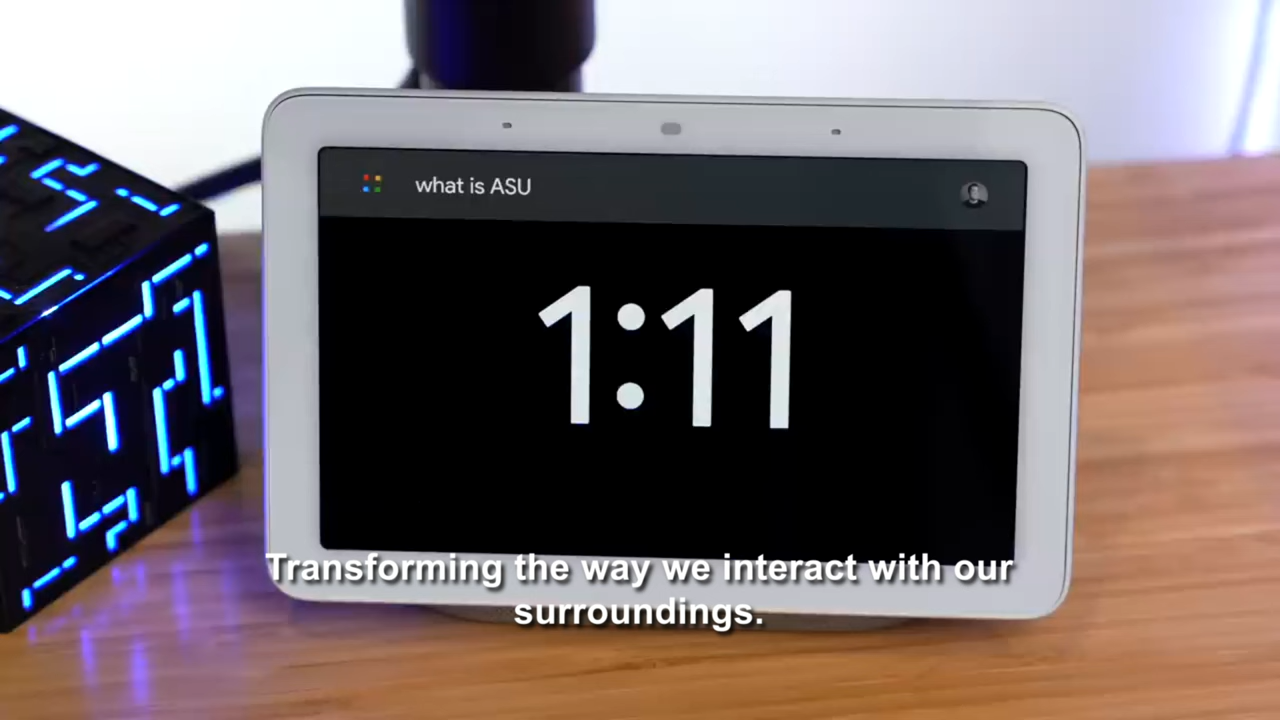 what is ASU
1:11
Transforming the way we interact with our
surroundings.